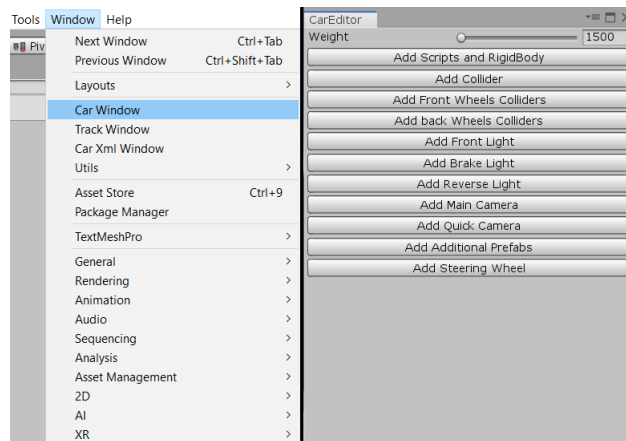 Tools Window Help
Piv
Next Window Ctrl+Tab
Previous Window Ctrl+Shift+Tab
Layouts
Car Window
Track Window
Car Xml Window
Utils
Asset Store Ctrl+9
Package Manager
TextMeshPro
General
Rendering
Animation
Audio
Sequencing
Analysis
Asset Management
2D
AI
XR
CarEditor
Weight 1500
Add Scripts and RigidBody
Add Collider
Add Front Wheels Colliders
Add back Wheels Colliders
Add Front Light
Add Brake Light
Add Reverse Light
Add Main Camera
Add Quick Camera
Add Additional Prefabs
Add Steering Wheel